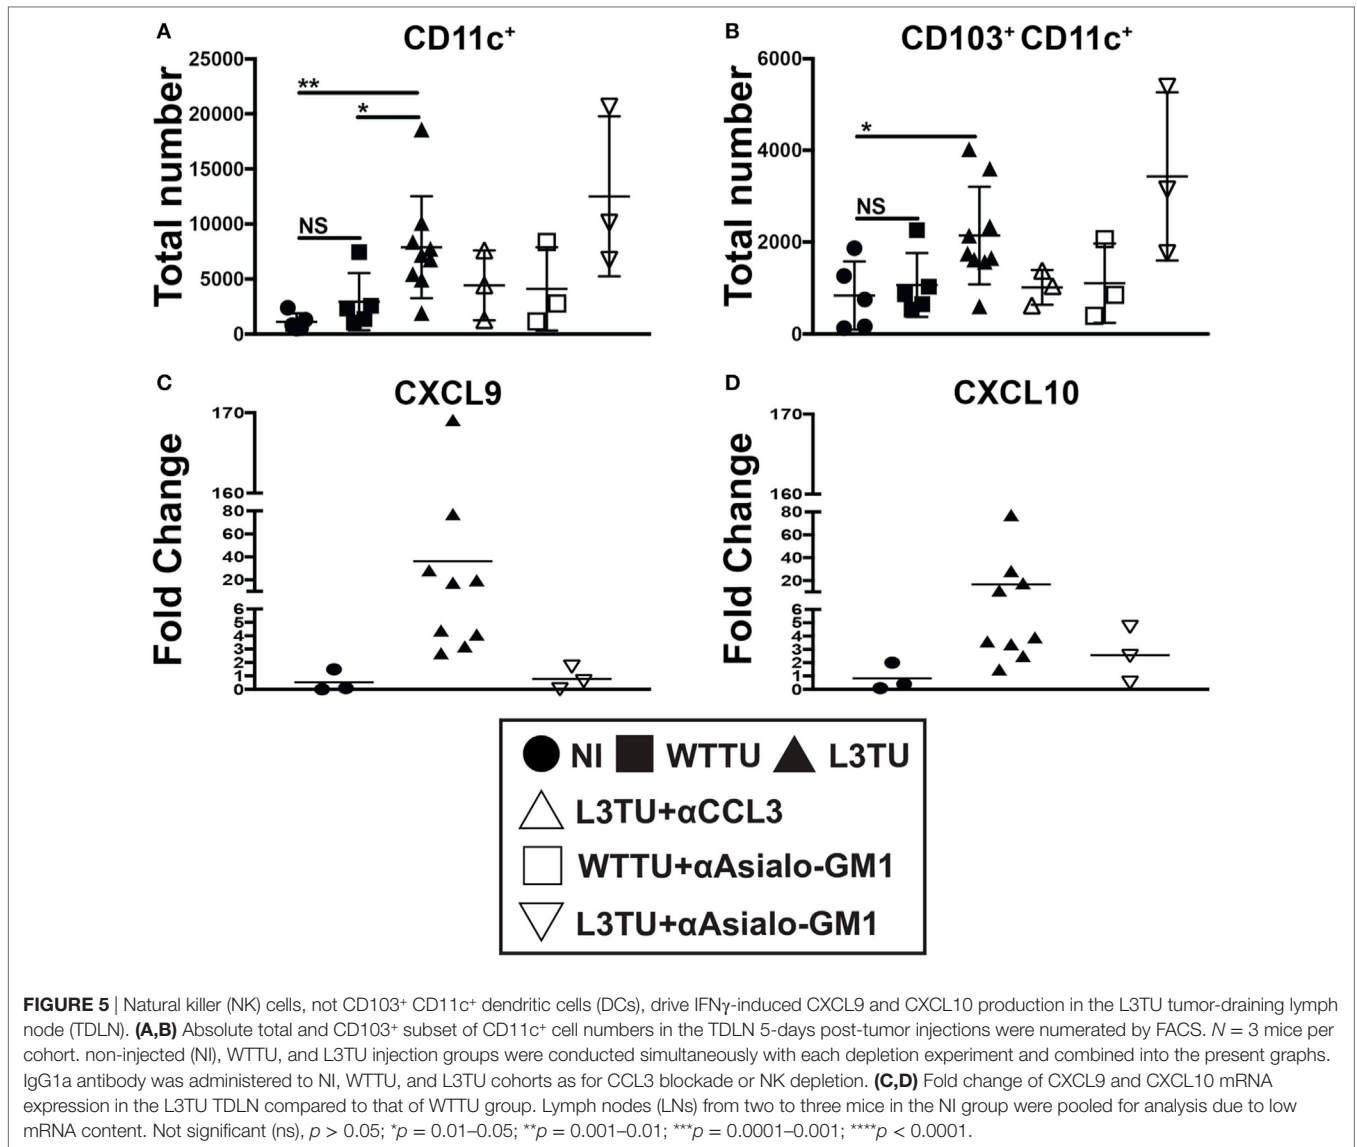 A
CD11c+
Total number
25000
20000
15000
10000
5000
0
**
*
NS
B
CD103+ CD11c+
Total number
6000
4000
2000
0
*
NS
C
CXCL9
Fold Change
170
160
80
60
40
20
6
5
4
3
2
1
0
D
CXCL10
Fold Change
170
160
80
60
40
20
6
5
4
3
2
1
0
NI WTTU L3TU
L3TU+αCCL3
WTTU+αAsialo-GM1
L3TU+αAsialo-GM1
FIGURE 5 | Natural killer (NK) cells, not CD103+ CD11c+ dendritic cells (DCs), drive IFNγ-induced CXCL9 and CXCL10 production in the L3TU tumor-draining lymph
node (TDLN). (A,B) Absolute total and CD103+ subset of CD11c+ cell numbers in the TDLN 5-days post-tumor injections were numerated by FACS. N = 3 mice per
cohort. non-injected (NI), WTTU, and L3TU injection groups were conducted simultaneously with each depletion experiment and combined into the present graphs.
IgG1a antibody was administered to NI, WTTU, and L3TU cohorts as for CCL3 blockade or NK depletion. (C,D) Fold change of CXCL9 and CXCL10 mRNA
expression in the L3TU TDLN compared to that of WTTU group. Lymph nodes (LNs) from two to three mice in the NI group were pooled for analysis due to low
mRNA content. Not significant (ns), p > 0.05; *p = 0.01–0.05; **p = 0.001–0.01; ***p = 0.0001–0.001; ****p < 0.0001.